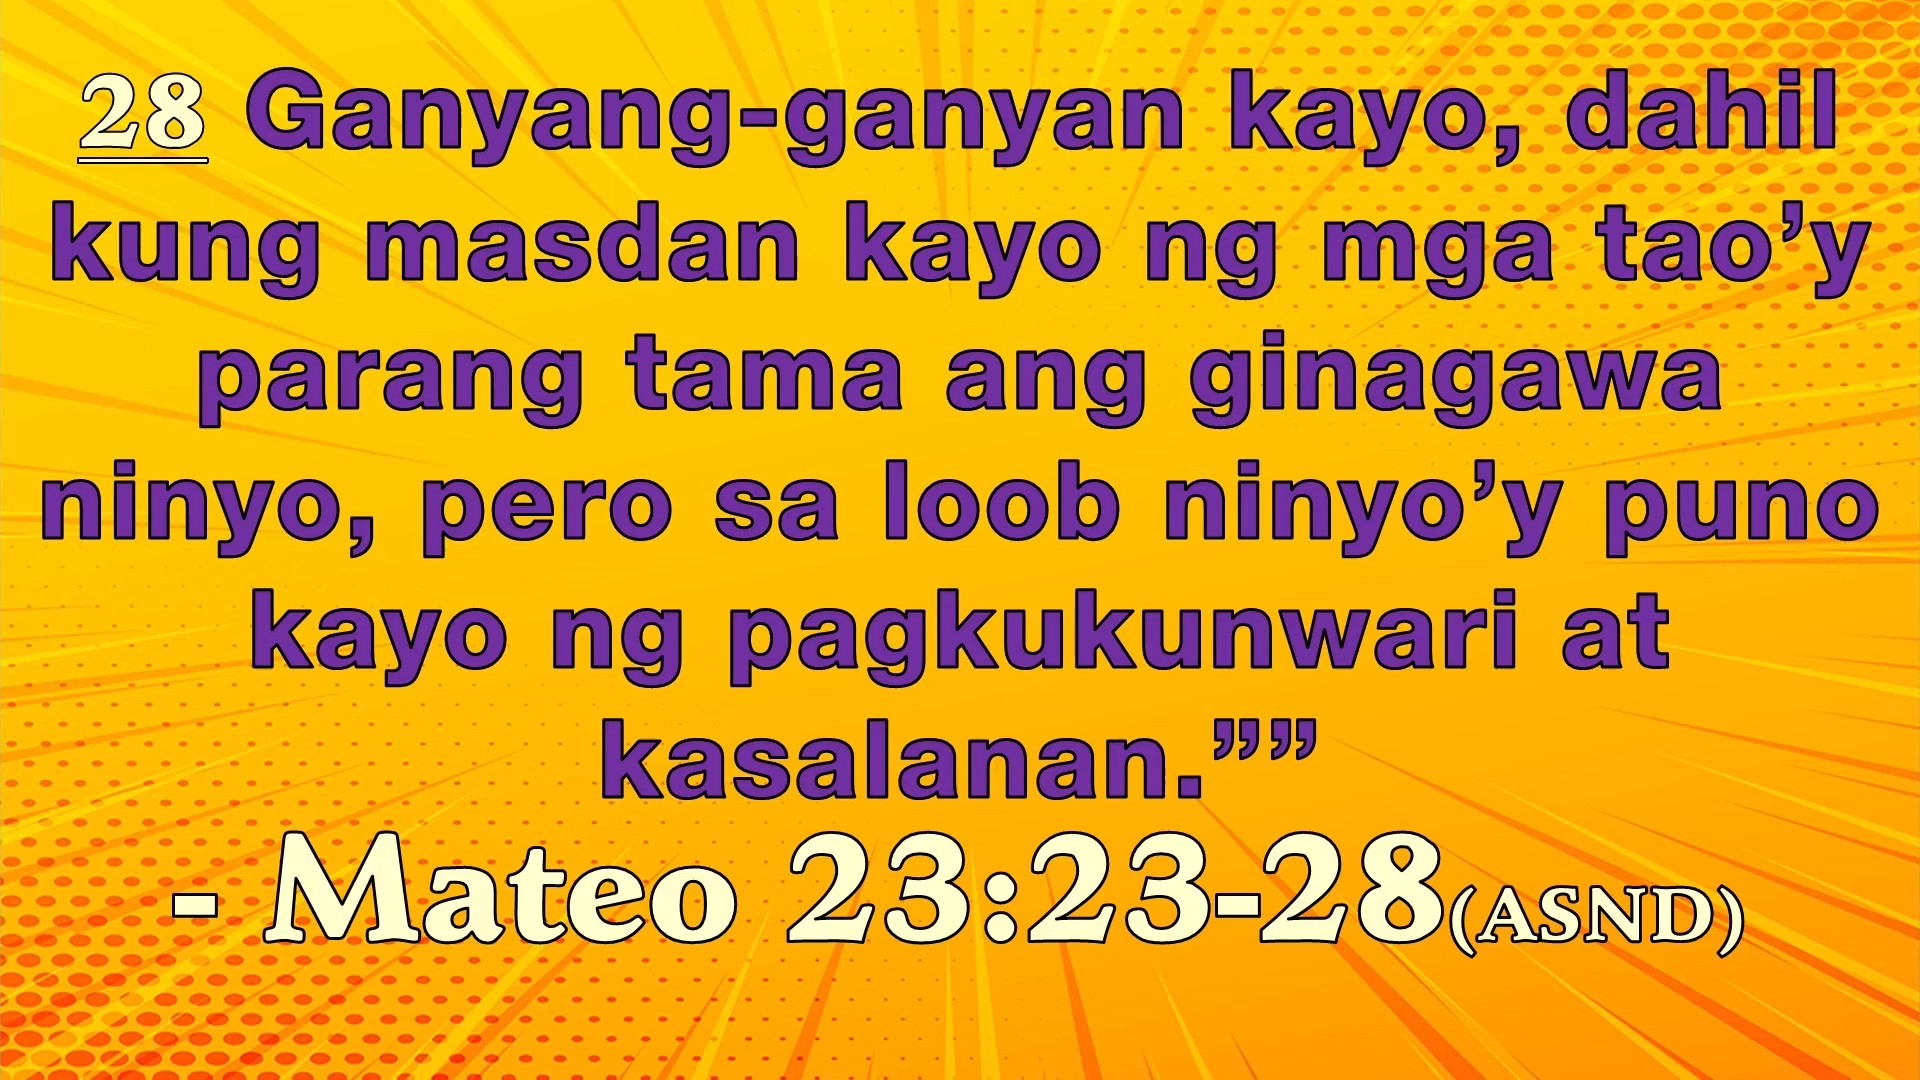 28 Ganyang-ganyan kayo, dahil
kung masdan kayo ng mga tao’y
parang tama ang ginagawa
ninyo, pero sa loob ninyo’y puno
kayo ng pagkukunwari at
kasalanan.””
- Mateo 23:23-28(ASND)